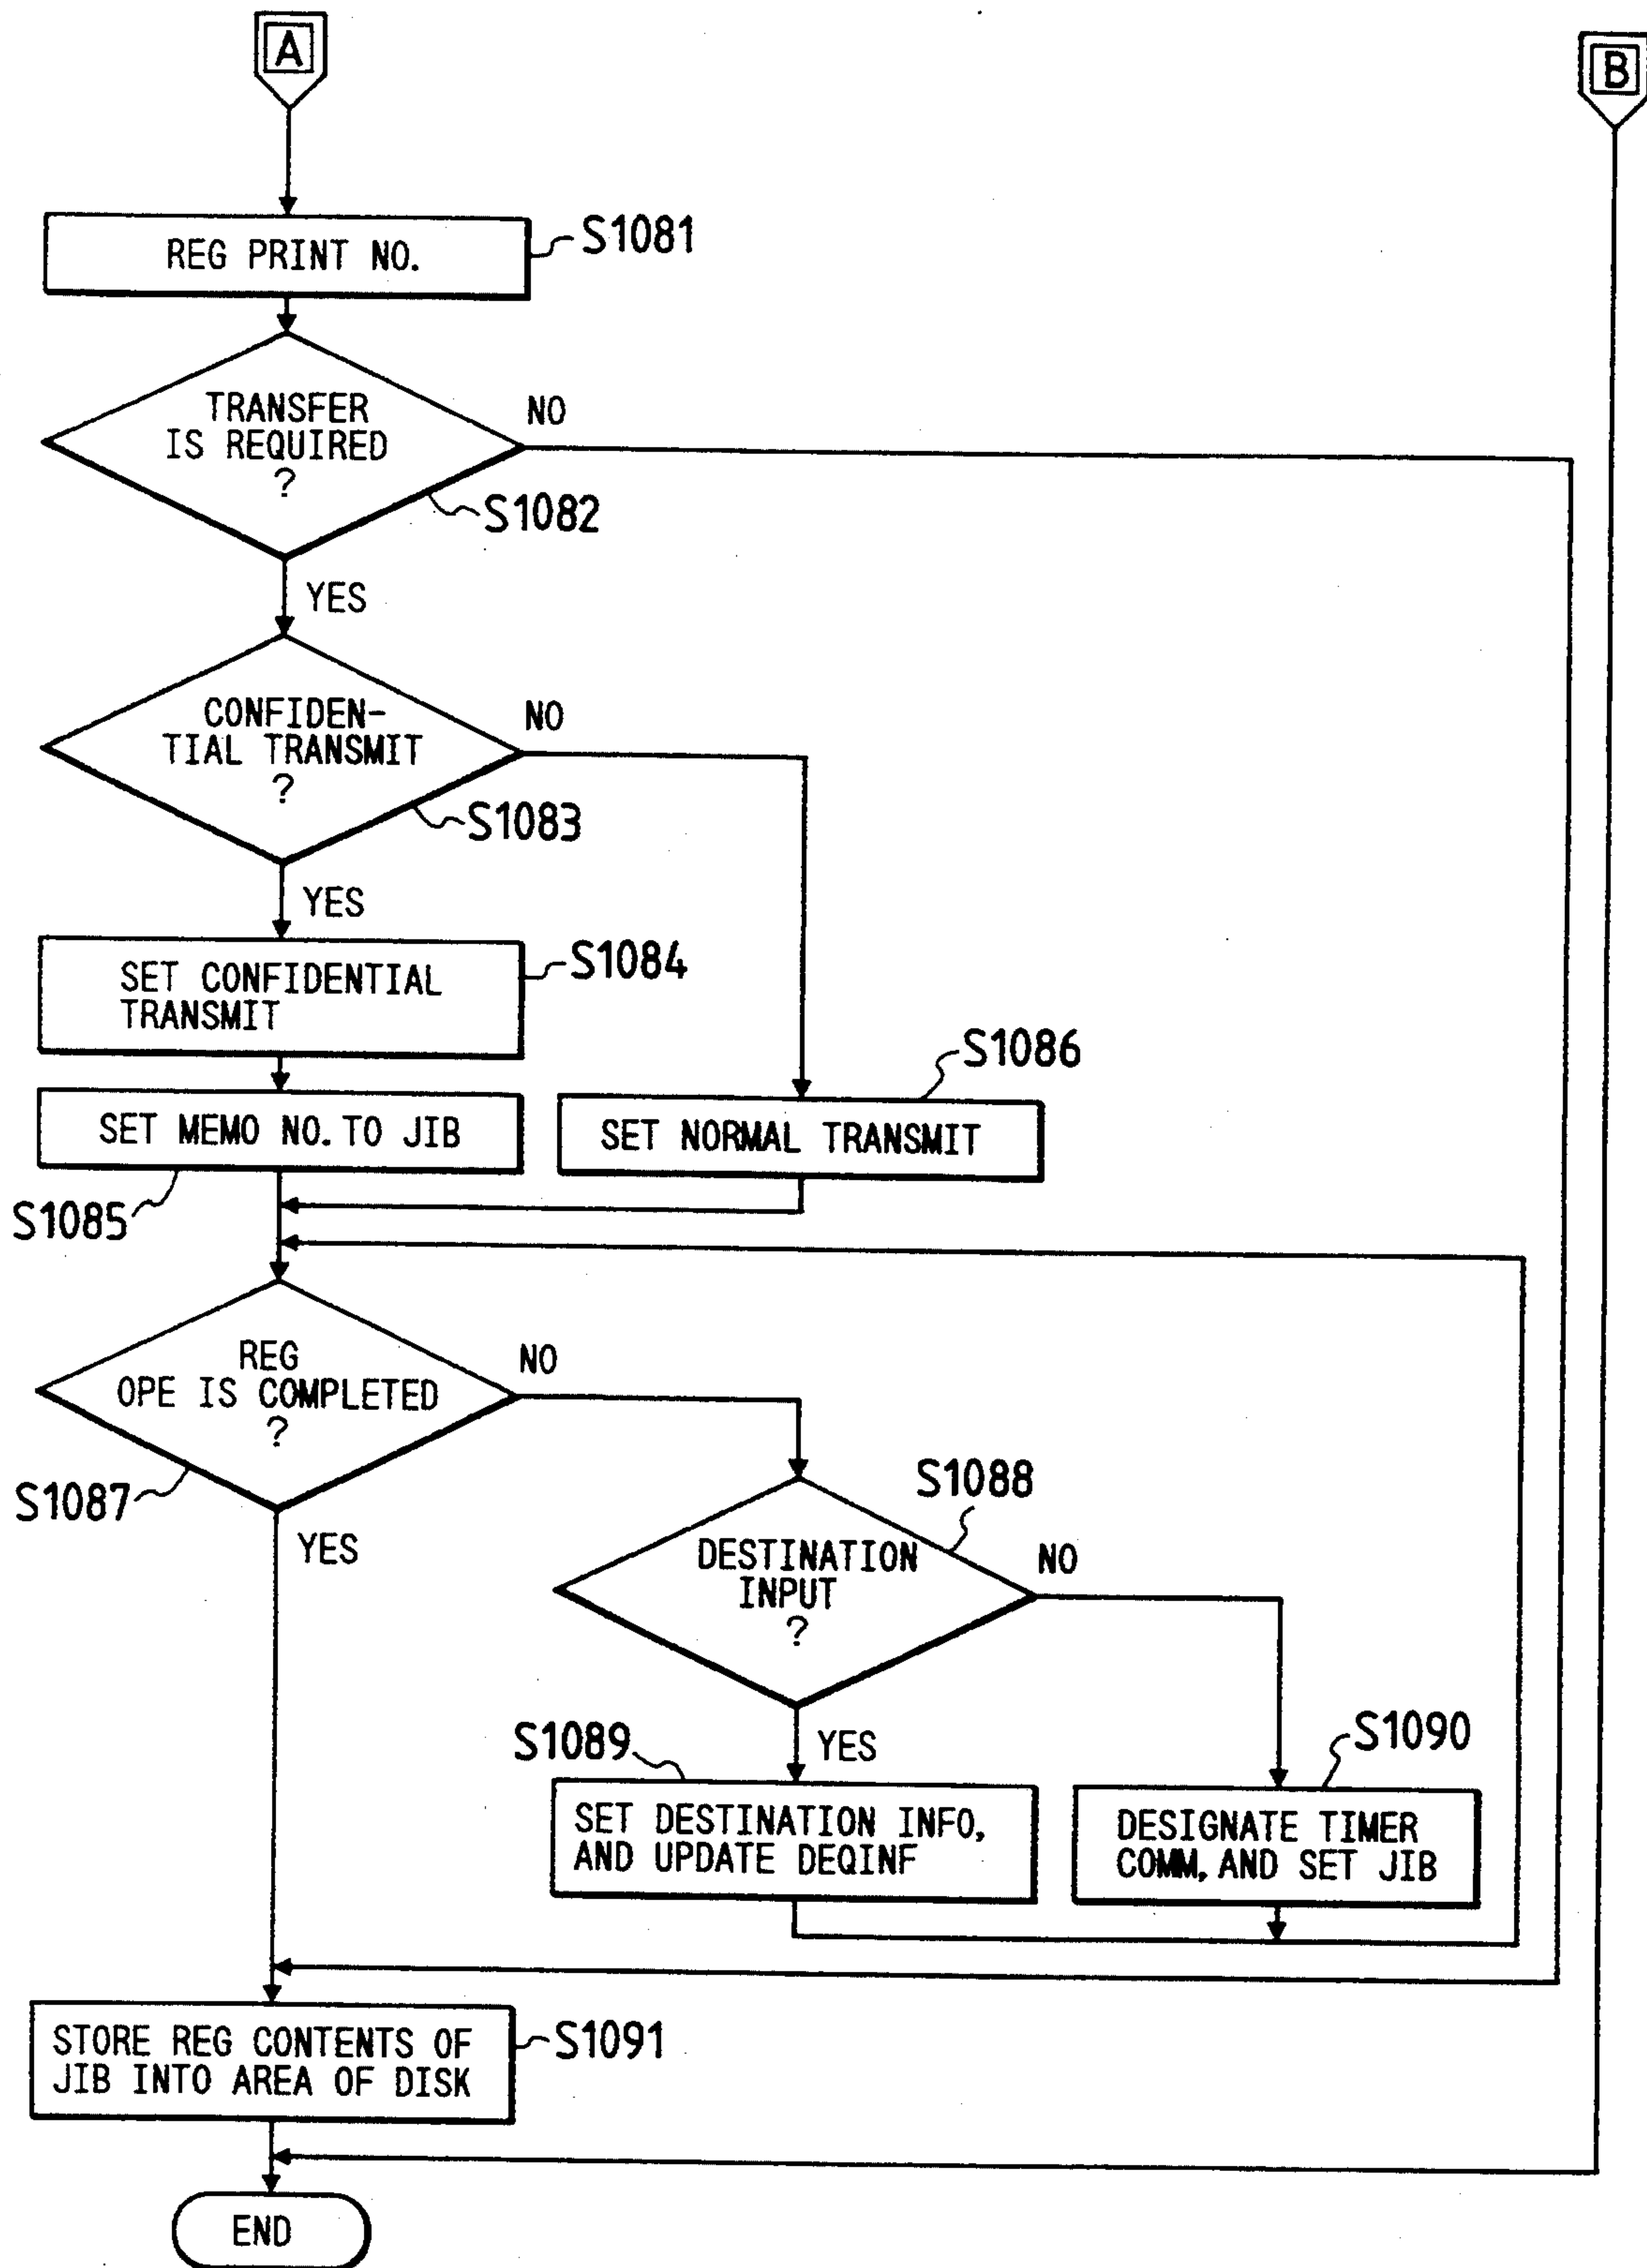 A
B
REG PRINT NO.
S1081
TRANSFER
IS REQUIRED
?
NO
S1082
YES
CONFIDEN-
TIAL TRANSMIT
?
NO
S1083
YES
SET CONFIDENTIAL
TRANSMIT
S1084
SET MEMO NO. TO JIB
S1085
SET NORMAL TRANSMIT
S1086
REG
OPE IS COMPLETED
?
NO
S1087
YES
DESTINATION
INPUT
?
S1088
NO
YES
S1089
SET DESTINATION INFO,
AND UPDATE DEQINF
S1090
DESIGNATE TIMER
COMM, AND SET JIB
STORE REG CONTENTS OF
JIB INTO AREA OF DISK
S1091
END